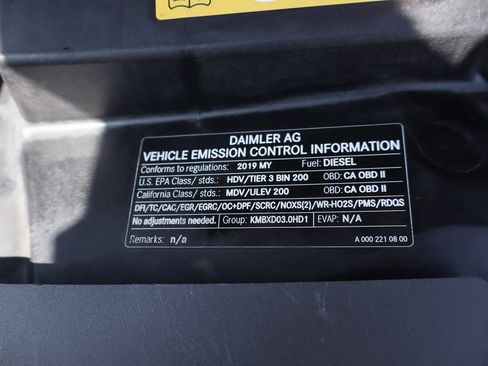 DAIMLER AG
VEHICLE EMISSION CONTROL INFORMATION
Conforms to regulations: 2019 MY Fuel: DIESEL
U.S. EPA Class/ stds.: HDV/TIER 3 BIN 200 OBD: CA OBD II
California Class/ stds.: MDV/ULEV 200 OBD: CA OBD II
DFI/TC/CAC/EGR/EGRC/OC+DPF/SCRC/NOXS(2)/WR-HO2S/PMS/RDQS
No adjustments needed. Group: KMBXD03.0HD1 EVAP: N/A
Remarks: n/a A 000 221 08 00